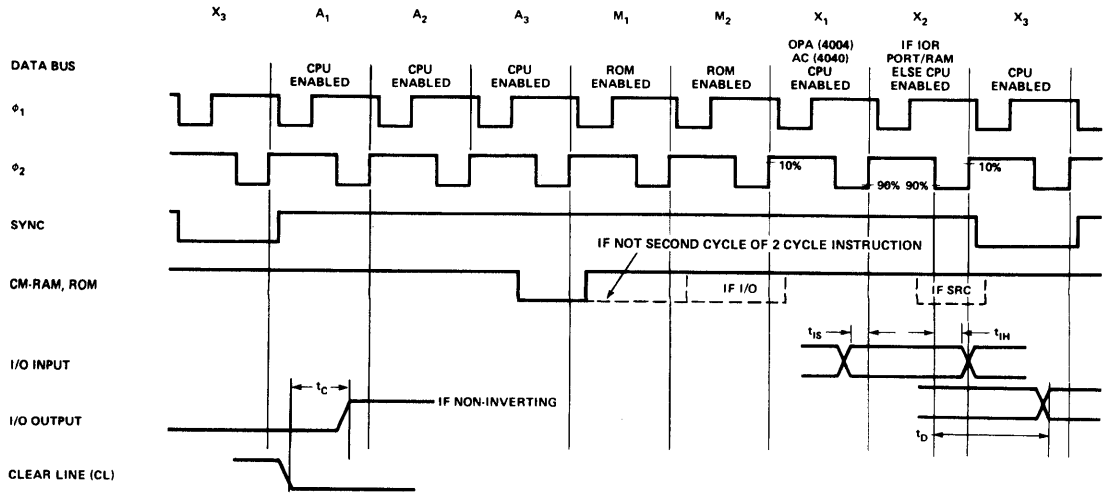 X3 A1 A2 A3 M1 M2 X1 X2 X3
DATA BUS
CPU
ENABLED
CPU
ENABLED
CPU
ENABLED
ROM
ENABLED
ROM
ENABLED
OPA (4004)
AC (4040)
CPU
ENABLED
IF IOR
PORT/RAM
ELSE CPU
ENABLED
CPU
ENABLED
φ1
φ2
10%
90% 90%
10%
SYNC
IF NOT SECOND CYCLE OF 2 CYCLE INSTRUCTION
CM-RAM, ROM
IF I/O
IF SRC
tIS
tIH
I/O INPUT
tC
IF NON-INVERTING
I/O OUTPUT
tD
CLEAR LINE (CL)